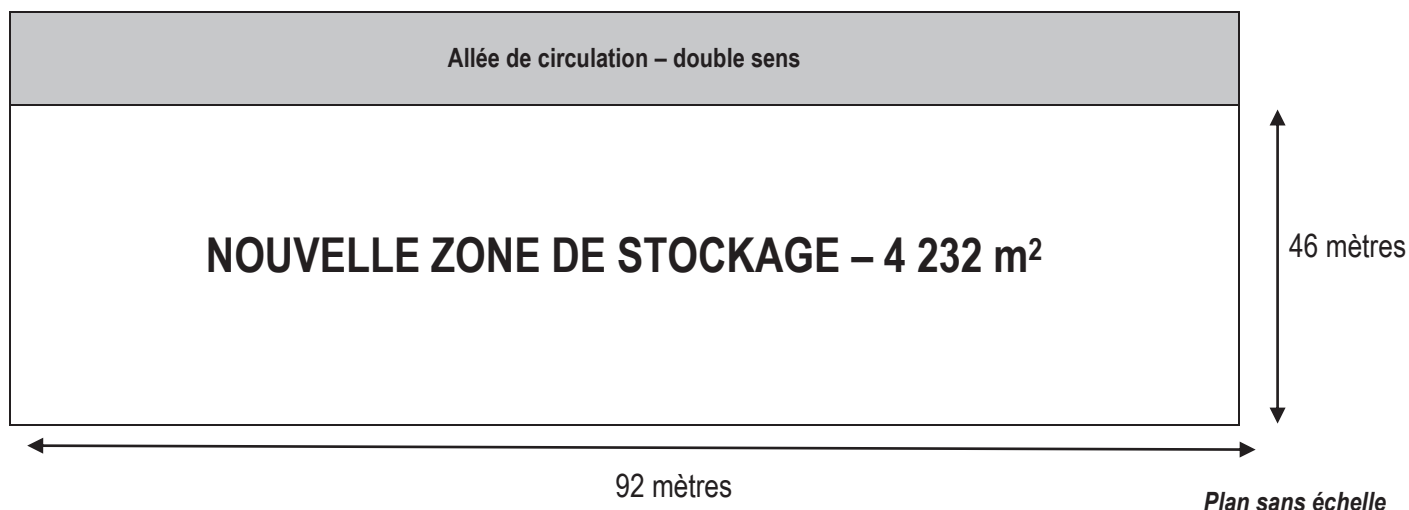 Allée de circulation – double sens
NOUVELLE ZONE DE STOCKAGE – 4 232 m²
46 mètres
92 mètres
Plan sans échelle